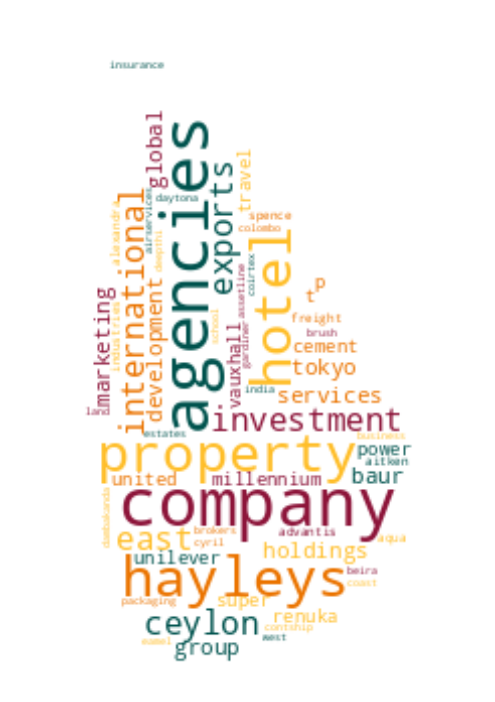 insurance
global
agencies
travel
exports
daytona
international
airservices
alexandra
deepthi
spence
colombo
hotel
assetline
coirtex
development
marketing
industries
school
vauxhall
gardiner
t
p
freight
brush
cement
tokyo
india
services
land
investment
estates
property
business
power
aitken
united
millennium
baur
company
dambakanda
east
brokers
cyril
advantis
aqua
unilever
holdings
hayleys
beira
coast
packaging
super
renuka
ceylon
contship
eamel
group
west